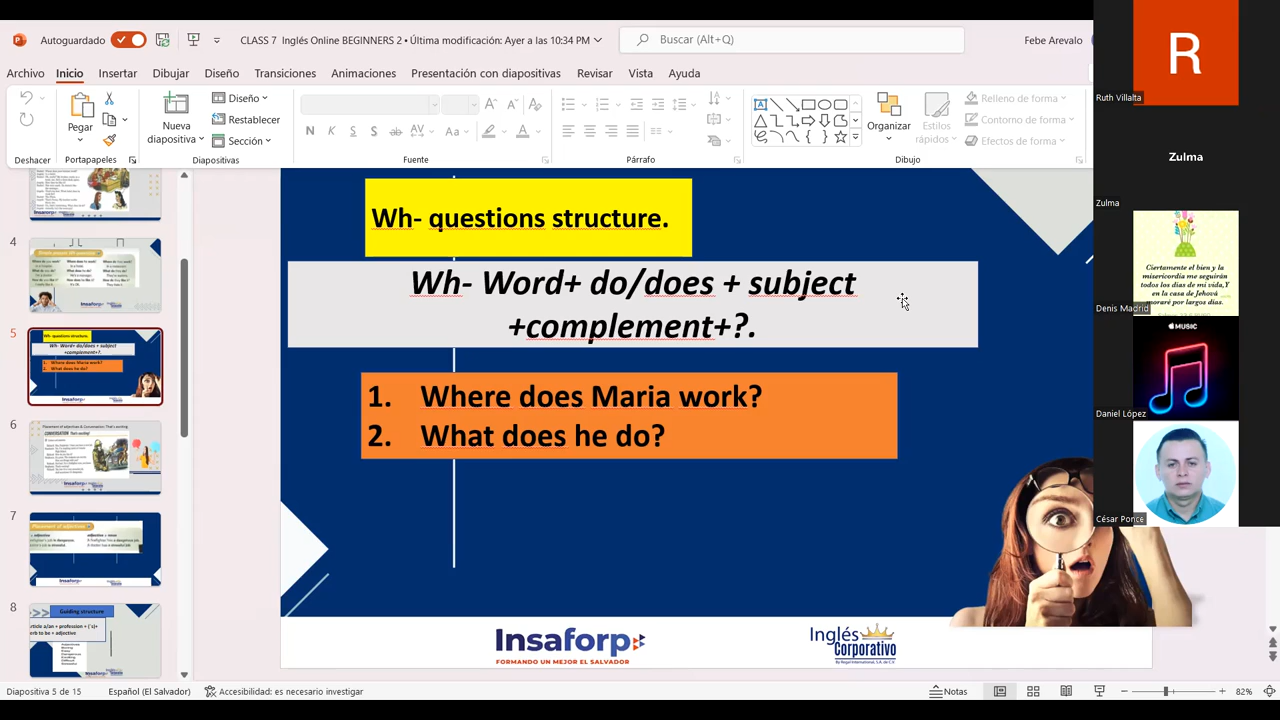 Autoguardado
CLASS 7 Inglés Online BEGINNERS 2 • Última modificación: Ayer a las 10:34 PM
Buscar (Alt+Q)
Febe Arevalo
Archivo Inicio Insertar Dibujar Diseño Transiciones Animaciones Presentación con diapositivas Revisar Vista Ayuda
Pegar
Nueva diapositiva
Diseño
Restablecer
Sección
Organizar
Estilos rápidos
Relleno de forma
Contorno de forma
Efectos de forma
Deshacer Portapapeles Diapositivas Fuente Párrafo Dibujo
4
5
6
7
8
Wh- questions structure.
Wh- Word+ do/does + subject
+complement+?.
1. Where does Maria work?
2. What does he do?
Insaforp
FORMANDO UN MEJOR EL SALVADOR
Inglés
Corporativo
R
Ruth Villalta
Zulma
Zulma
Ciertamente el bien y la
misericordia me seguirán
todos los días de mi vida,Y
en la casa de Jehová
moraré por largos días.
Denis Madrid
MUSIC
Daniel López
César Ponce
Diapositiva 5 de 15
Español (El Salvador)
Accesibilidad: es necesario investigar
Notas
82%